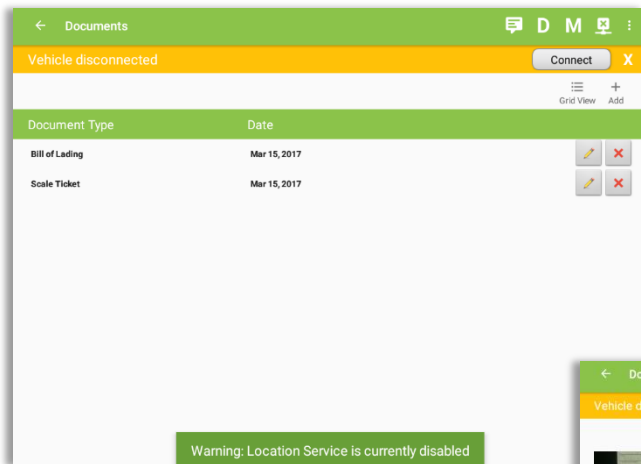 Documents D M
Vehicle disconnected Connect X
Grid View Add
Document Type Date
Bill of Lading Mar 15, 2017
Scale Ticket Mar 15, 2017
Warning: Location Service is currently disabled
Vehicle